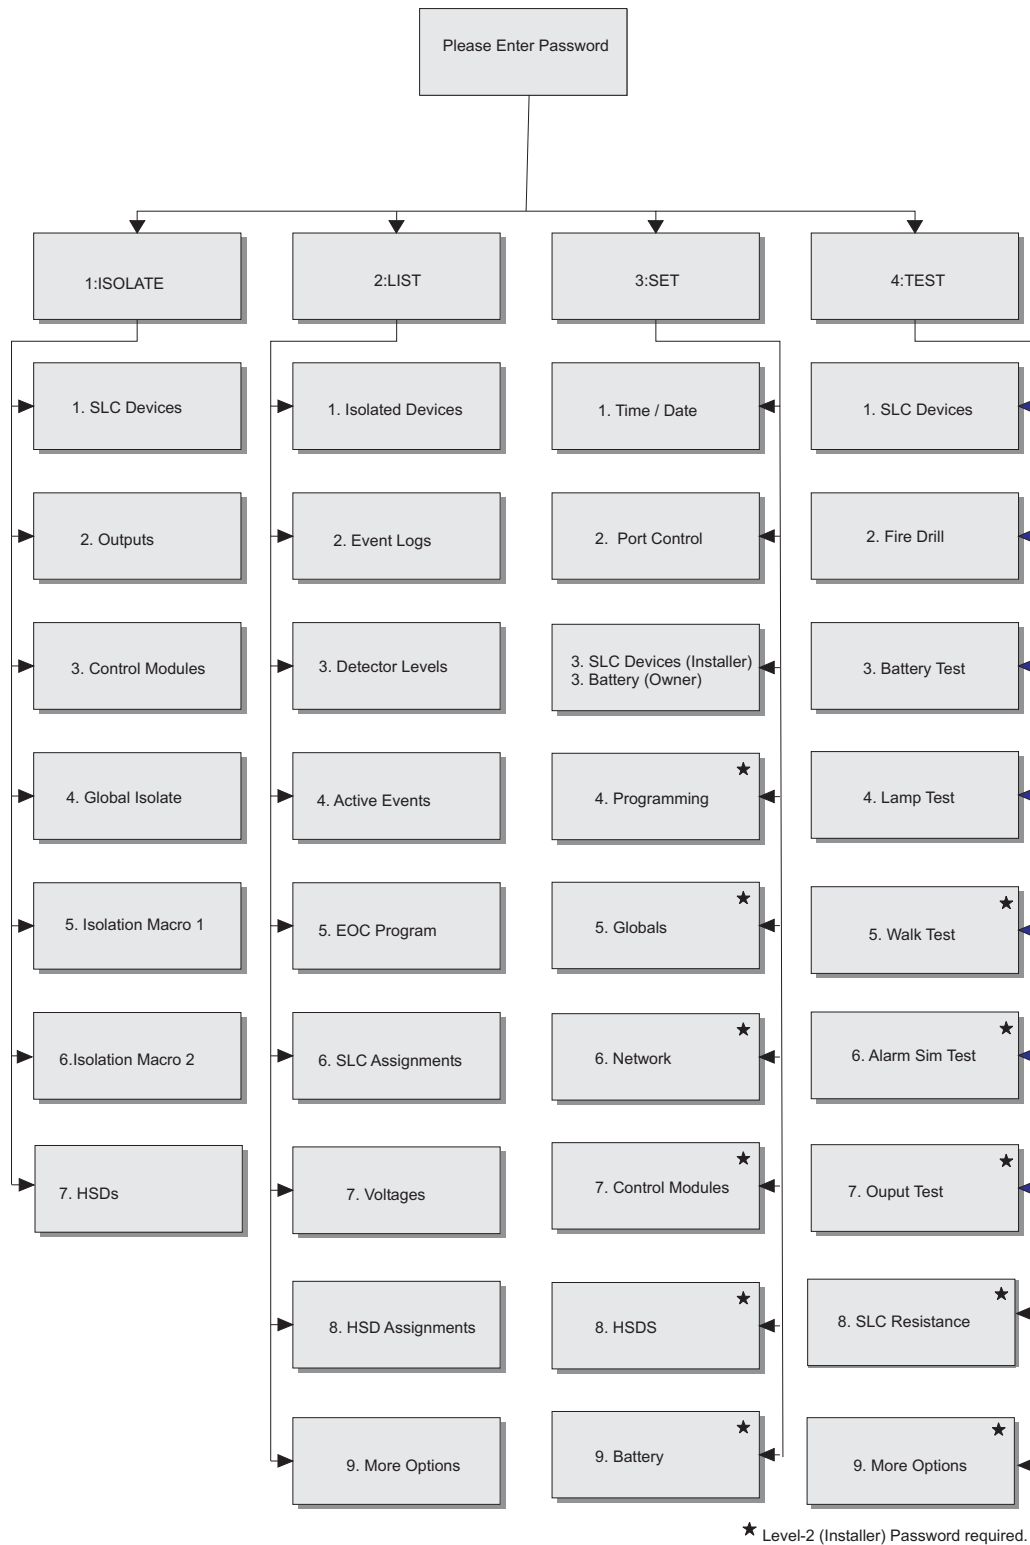 Please Enter Password
1:ISOLATE
2:LIST
3:SET
4:TEST
1. SLC Devices
2. Outputs
3. Control Modules
4. Global Isolate
5. Isolation Macro 1
6.Isolation Macro 2
7. HSDs
1. Isolated Devices
2. Event Logs
3. Detector Levels
4. Active Events
5. EOC Program
6. SLC Assignments
7. Voltages
8. HSD Assignments
9. More Options
1. Time / Date
2.  Port Control
3. SLC Devices (Installer)
3. Battery (Owner)
★
4. Programming
★
5. Globals
★
6. Network
★
7. Control Modules
★
8. HSDS
★
9. Battery
1. SLC Devices
2. Fire Drill
3. Battery Test
4. Lamp Test
★
5. Walk Test
★
6. Alarm Sim Test
★
7. Ouput Test
★
8. SLC Resistance
★
9. More Options
★ Level-2 (Installer) Password required.